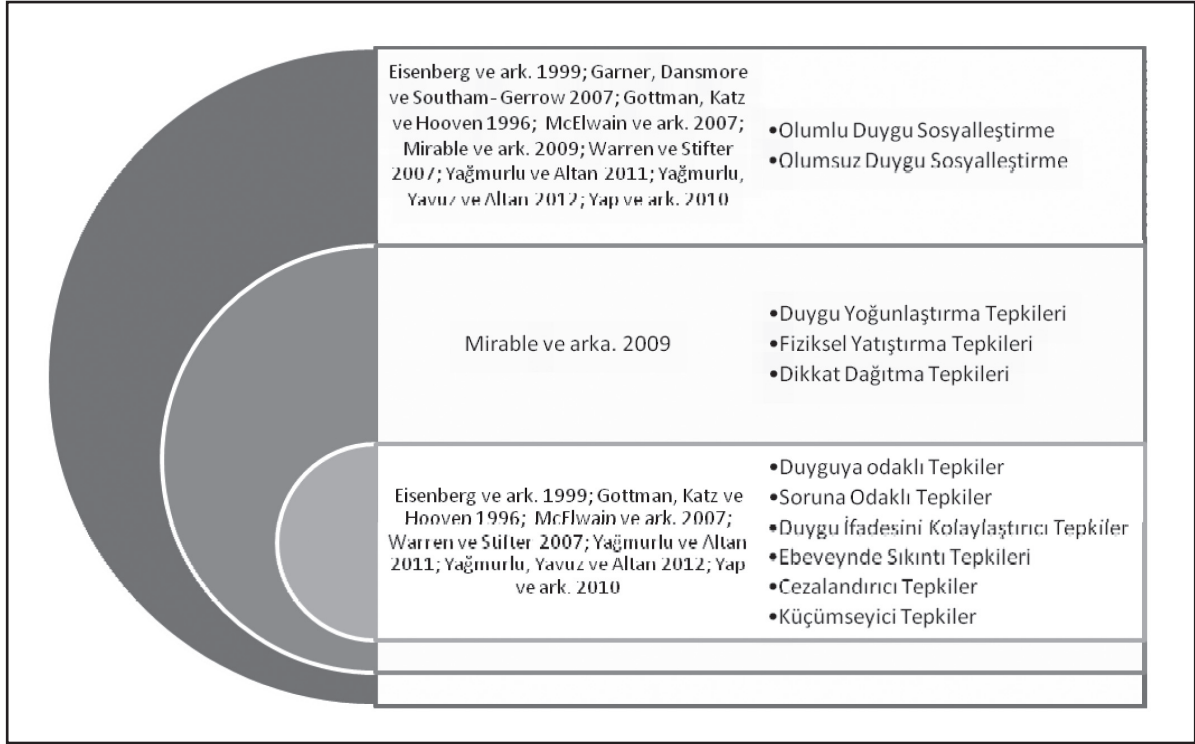 Eisenberg ve ark. 1999; Garner, Dansmore
ve Southam-Gerrow 2007; Gottman, Katz
ve Hooven 1996; McElwain ve ark. 2007;
Mirable ve ark. 2009; Warren ve Stifter
2007; Yağmurlu ve Altan 2011; Yağmurlu,
Yavuz ve Altan 2012; Yap ve ark. 2010
•Olumlu Duygu Sosyalleştirme
•Olumsuz Duygu Sosyalleştirme
Mirable ve arka. 2009
•Duygu Yoğunlaştırma Tepkileri
•Fiziksel Yatıştırma Tepkileri
•Dikkat Dağıtma Tepkileri
Eisenberg ve ark. 1999; Gottman, Katz ve
Hooven 1996; McElwain ve ark. 2007;
Warren ve Stifter 2007; Yağmurlu ve Altan
2011; Yağmurlu, Yavuz ve Altan 2012; Yap
ve ark. 2010
•Duyguya odaklı Tepkiler
•Soruna Odaklı Tepkiler
•Duygu İfadesini Kolaylaştırıcı Tepkiler
•Ebeveynde Sıkıntı Tepkileri
•Cezalandırıcı Tepkiler
•Küçümseyici Tepkiler